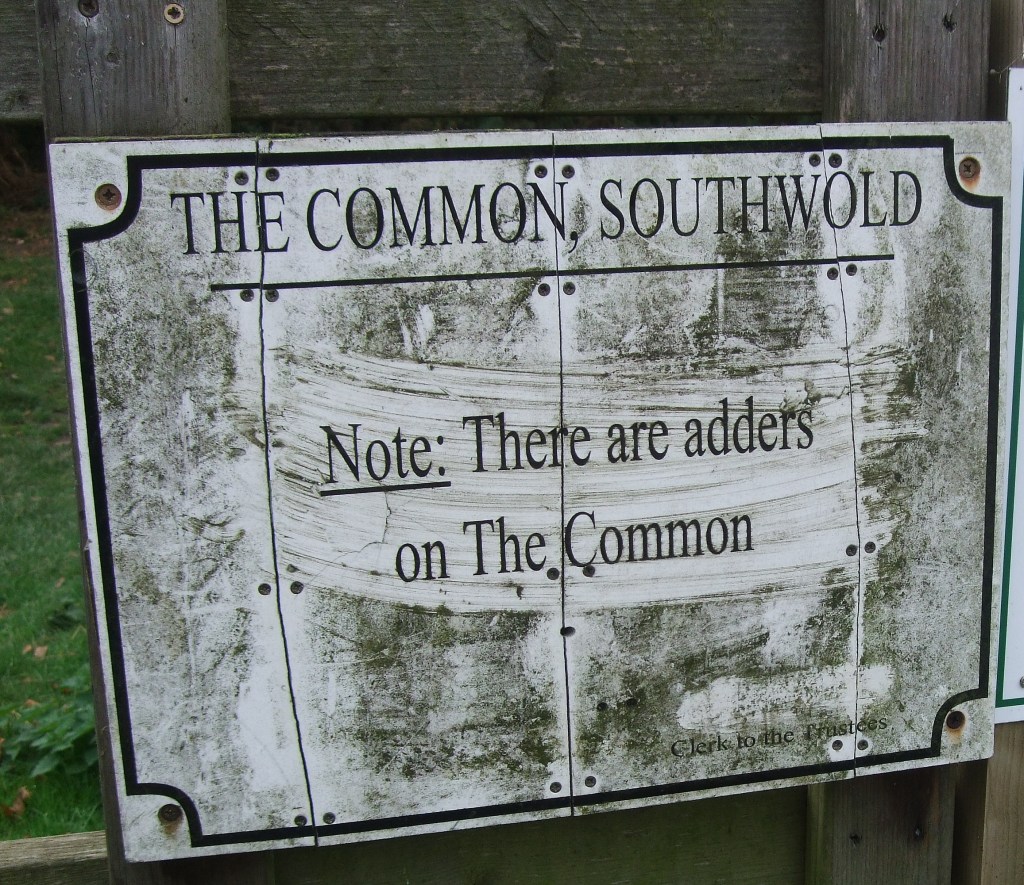 THE COMMON, SOUTHWOLD
Note: There are adders
on The Common
Clerk to the Trustees